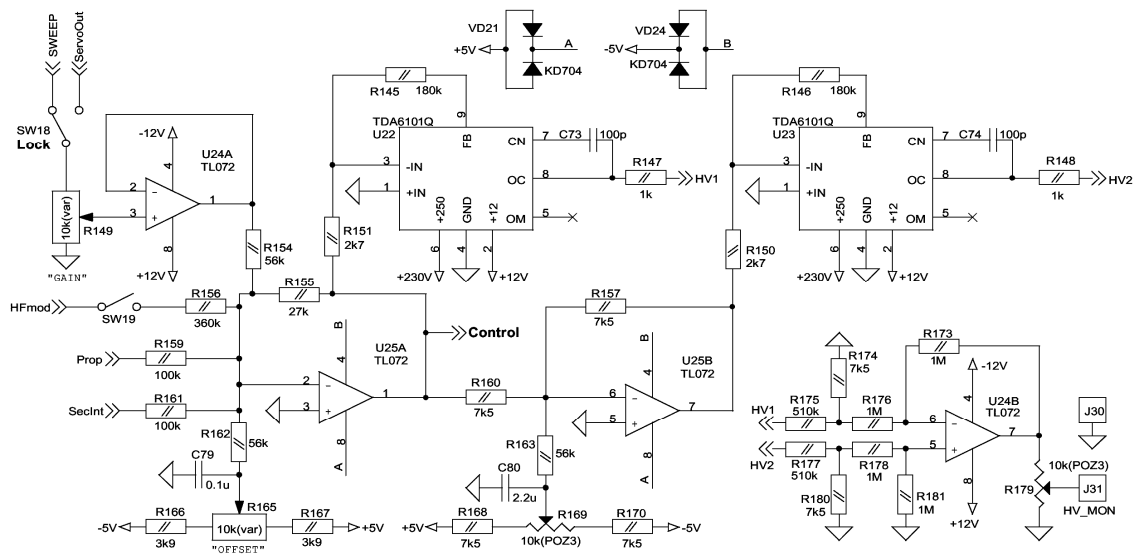 SWEEP
ServoOut
SW18
Lock
10k(var)
R149
"GAIN"
-12V
4
U24A
TL072
2
3
1
8
+12V
R154
56k
HFmod
SW19
R156
360k
R155
27k
Prop
R159
100k
SecInt
R161
100k
R162
56k
C79
0.1u
-5V
R166
3k9
R165
10k(var)
"OFFSET"
R167
3k9
+5V
B
4
U25A
TL072
2
3
1
8
A
Control
R151
2k7
R145
180k
9
TDA6101Q
U22
FB
CN
7
C73
100p
3
-IN
1
+IN
OC
8
R147
1k
HV1
OM
5
+250
GND
+12
6
4
2
+230V
+12V
VD21
+5V
A
KD704
VD24
-5V
B
KD704
R160
7k5
R157
7k5
R163
56k
C80
2.2u
+5V
R168
7k5
R169
10k(POZ3)
R170
7k5
-5V
B
4
U25B
TL072
6
5
7
8
A
R150
2k7
R146
180k
9
TDA6101Q
U23
FB
CN
7
C74
100p
3
-IN
1
+IN
OC
8
R148
1k
HV2
OM
5
+250
GND
+12
6
4
2
+230V
+12V
R174
7k5
R173
1M
-12V
4
U24B
TL072
HV1
R175
510k
R176
1M
6
HV2
R177
510k
R178
1M
5
7
8
+12V
R180
7k5
R181
1M
J30
10k(POZ3)
R179
J31
HV_MON